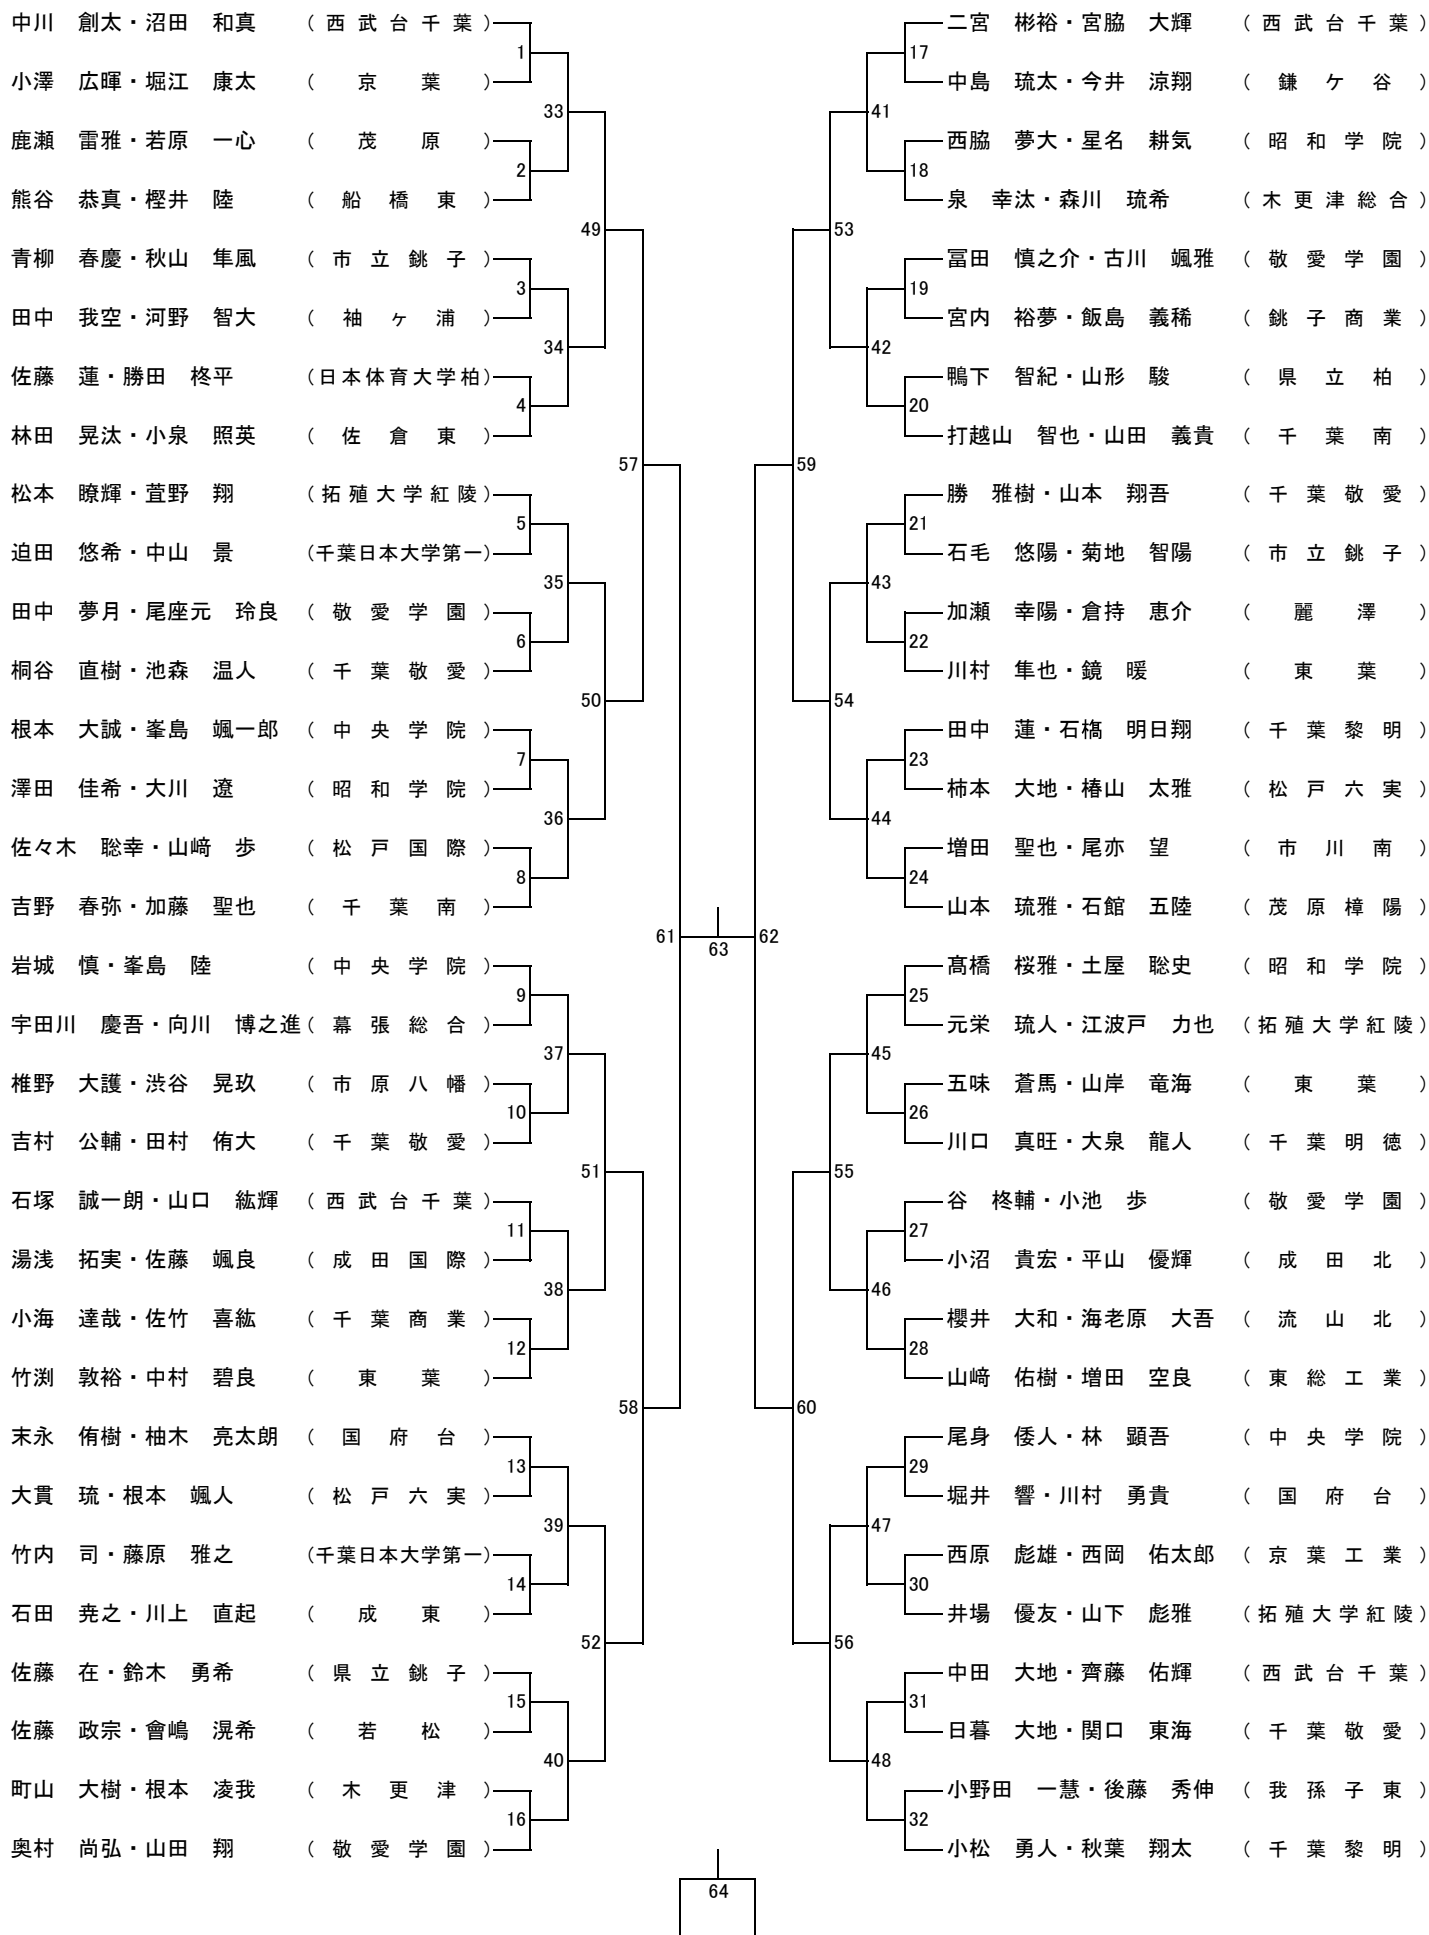 中川　創太・沼田　和真　（西武台千葉）
1
小澤　広暉・堀江　康太　（京葉）
33
鹿瀬　雷雅・若原　一心　（茂原）
2
熊谷　恭真・樫井　陸　（船橋東）
49
青柳　春慶・秋山　隼風　（市立銚子）
3
田中　我空・河野　智大　（袖ヶ浦）
34
佐藤　蓮・勝田　柊平　（日本体育大学柏）
4
林田　晃汰・小泉　照英　（佐倉東）
57
松本　瞭輝・萓野　翔　（拓殖大学紅陵）
5
迫田　悠希・中山　景　（千葉日本大学第一）
35
田中　夢月・尾座元　玲良　（敬愛学園）
6
桐谷　直樹・池森　温人　（千葉敬愛）
50
根本　大誠・峯島　颯一郎　（中央学院）
7
澤田　佳希・大川　遼　（昭和学院）
36
佐々木　聡幸・山﨑　歩　（松戸国際）
8
吉野　春弥・加藤　聖也　（千葉南）
61
岩城　慎・峯島　陸　（中央学院）
9
宇田川　慶吾・向川　博之進（幕張総合）
37
椎野　大護・渋谷　晃玖　（市原八幡）
10
吉村　公輔・田村　侑大　（千葉敬愛）
51
石塚　誠一朗・山口　紘輝　（西武台千葉）
11
湯浅　拓実・佐藤　颯良　（成田国際）
38
小海　達哉・佐竹　喜紘　（千葉商業）
12
竹渕　敦裕・中村　碧良　（東葉）
58
末永　侑樹・柚木　亮太朗　（国府台）
13
大貫　琉・根本　颯人　（松戸六実）
39
竹内　司・藤原　雅之　（千葉日本大学第一）
14
石田　尭之・川上　直起　（成東）
52
佐藤　在・鈴木　勇希　（県立銚子）
15
佐藤　政宗・會嶋　滉希　（若松）
40
町山　大樹・根本　凌我　（木更津）
16
奥村　尚弘・山田　翔　（敬愛学園）
63
64
二宮　彬裕・宮脇　大輝　（西武台千葉）
17
中島　琉太・今井　涼翔　（鎌ケ谷）
41
西脇　夢大・星名　耕気　（昭和学院）
18
泉　幸汰・森川　琉希　（木更津総合）
53
冨田　慎之介・古川　颯雅　（敬愛学園）
19
宮内　裕夢・飯島　義稀　（銚子商業）
42
鴨下　智紀・山形　駿　（県立柏）
20
打越山　智也・山田　義貴　（千葉南）
59
勝　雅樹・山本　翔吾　（千葉敬愛）
21
石毛　悠陽・菊地　智陽　（市立銚子）
43
加瀬　幸陽・倉持　恵介　（麗澤）
22
川村　隼也・鏡　暖　（東葉）
54
田中　蓮・石橋　明日翔　（千葉黎明）
23
柿本　大地・椿山　太雅　（松戸六実）
44
増田　聖也・尾亦　望　（市川南）
24
山本　琉雅・石館　五陸　（茂原樟陽）
62
髙橋　桜雅・土屋　聡史　（昭和学院）
25
元栄　琉人・江波戸　力也　（拓殖大学紅陵）
45
五味　蒼馬・山岸　竜海　（東葉）
26
川口　真旺・大泉　龍人　（千葉明徳）
55
谷　柊輔・小池　歩　（敬愛学園）
27
小沼　貴宏・平山　優輝　（成田北）
46
櫻井　大和・海老原　大吾　（流山北）
28
山﨑　佑樹・増田　空良　（東総工業）
60
尾身　倭人・林　顕吾　（中央学院）
29
堀井　響・川村　勇貴　（国府台）
47
西原　彪雄・西岡　佑太郎　（京葉工業）
30
井場　優友・山下　彪雅　（拓殖大学紅陵）
56
中田　大地・齊藤　佑輝　（西武台千葉）
31
日暮　大地・関口　東海　（千葉敬愛）
48
小野田　一慧・後藤　秀伸　（我孫子東）
32
小松　勇人・秋葉　翔太　（千葉黎明）